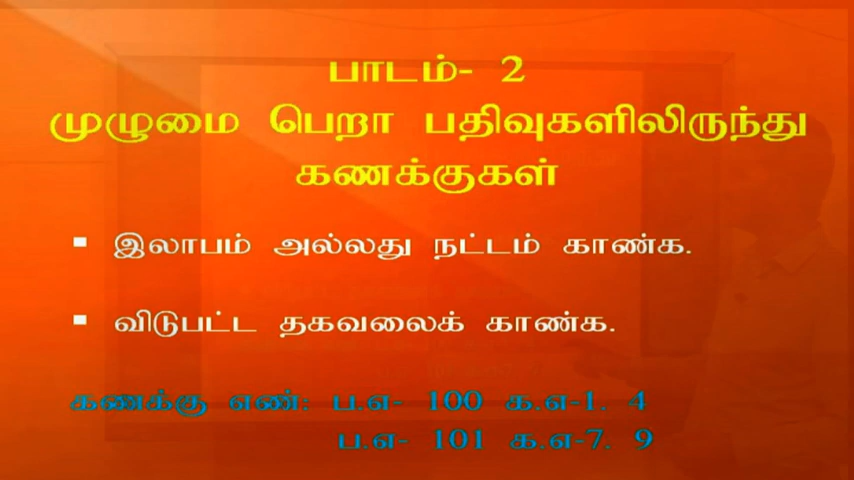 பாடம்- 2
முழுமை பெறா பதிவுகளிலிருந்து
கணக்குகள்
▪ இலாபம் அல்லது நட்டம் காண்க.
▪ விடுபட்ட தகவலைக் காண்க.
கணக்கு எண்: ப.எ- 100 க.எ-1. 4
ப.எ- 101 க.எ-7. 9